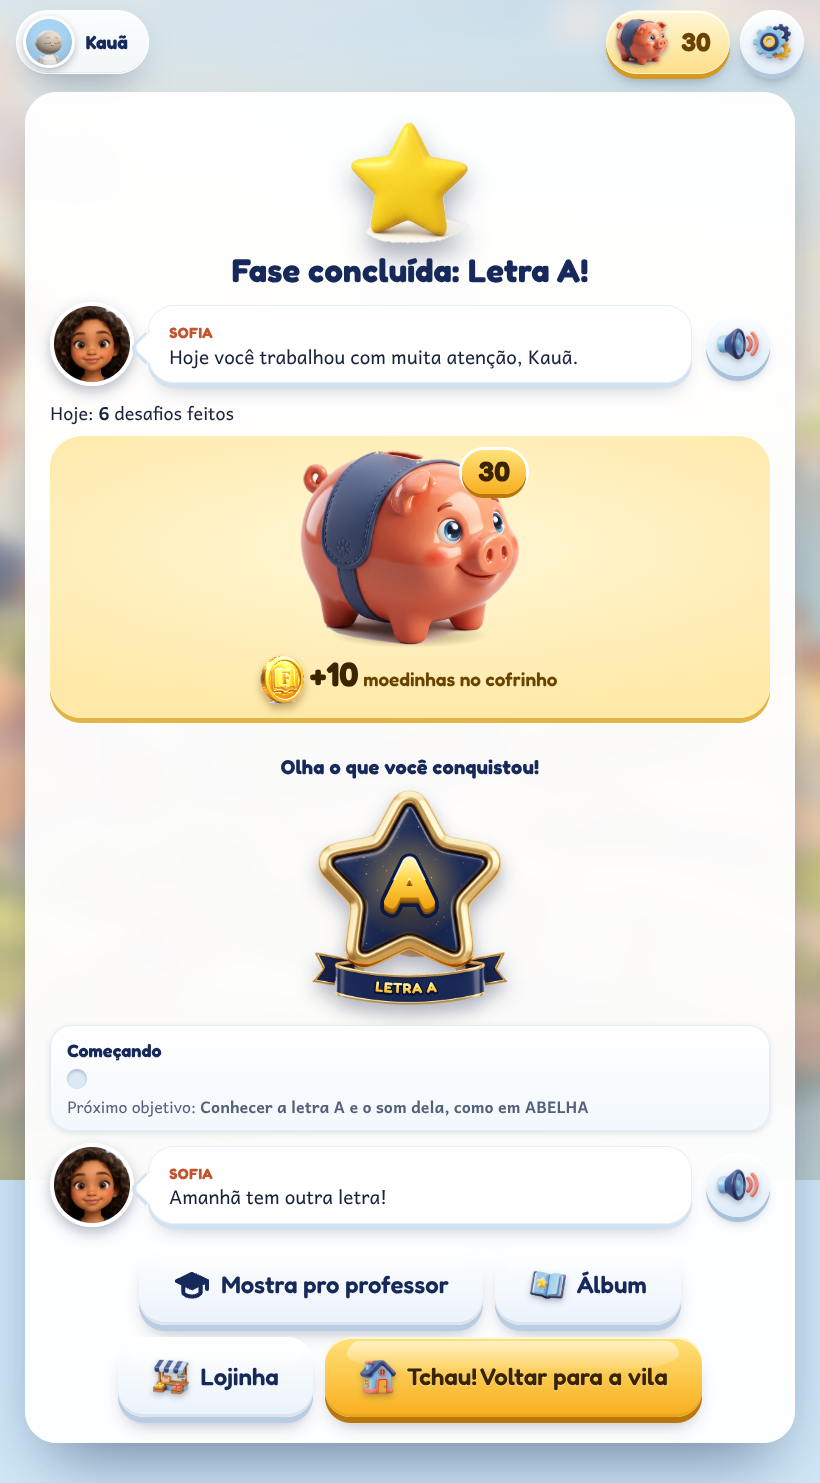 Kauã
30
Fase concluída: Letra A!
SOFIA
Hoje você trabalhou com muita atenção, Kauã.
Hoje: 6 desafios feitos
30
F
+10 moedinhas no cofrinho
Olha o que você conquistou!
A
LETRA A
Começando
Próximo objetivo: Conhecer a letra A e o som dela, como em ABELHA
SOFIA
Amanhã tem outra letra!
Mostra pro professor
Álbum
Lojinha
Tchau! Voltar para a vila